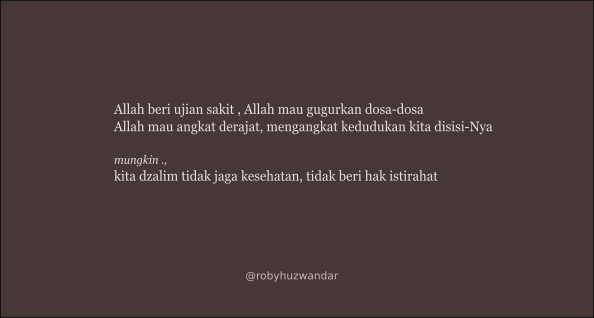 Allah beri ujian sakit , Allah mau gugurkan dosa-dosa
Allah mau angkat derajat, mengangkat kedudukan kita disisi-Nya
mungkin .,
kita dzalim tidak jaga kesehatan, tidak beri hak istirahat
@robyhuzwandar